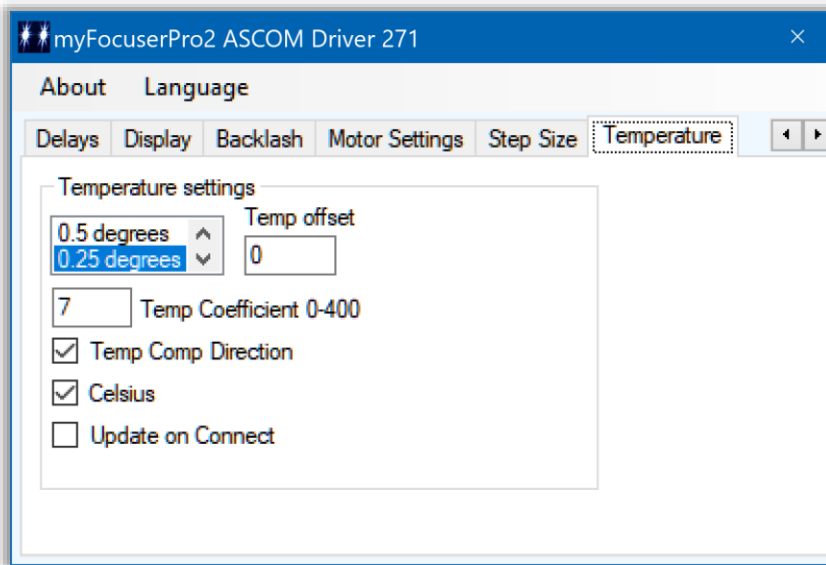 myFocuserPro2 ASCOM Driver 271
About Language
Delays Display Backlash Motor Settings Step Size Temperature
Temperature settings
0.5 degrees
0.25 degrees
Temp offset
0
7 Temp Coefficient 0-400
Temp Comp Direction
Celsius
Update on Connect